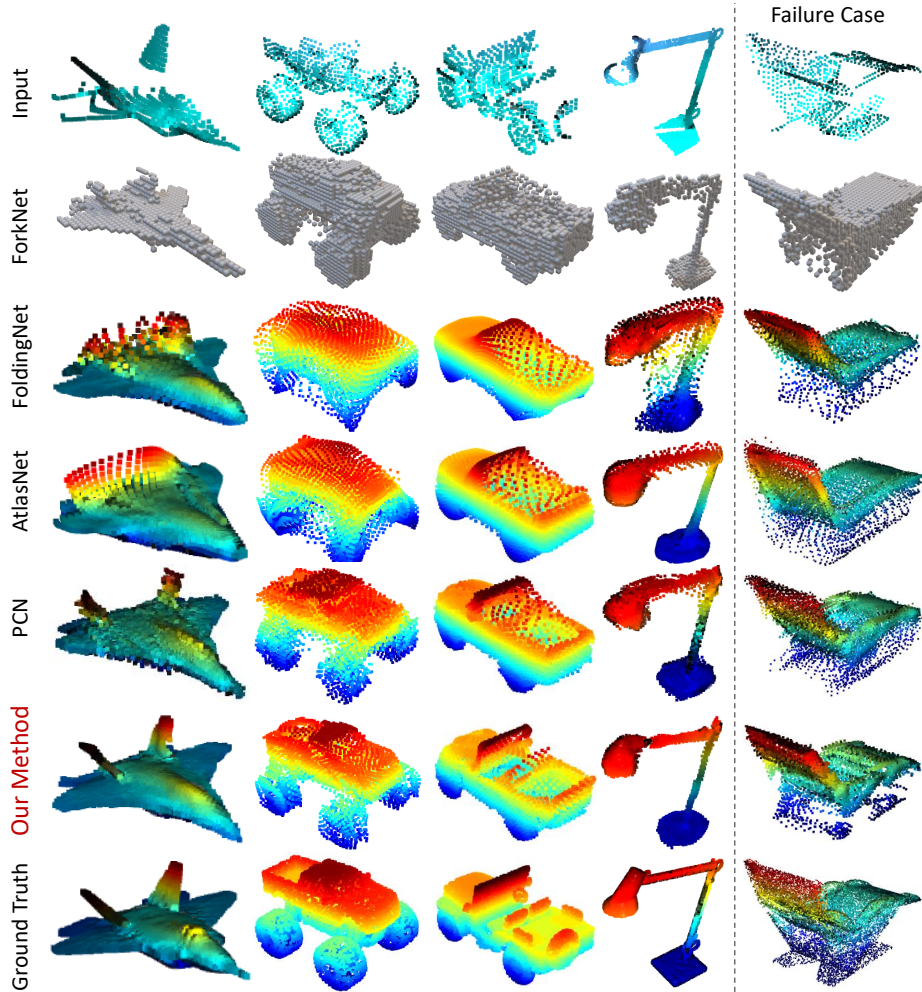 Failure Case
Input
ForkNet
FoldingNet
AtlasNet
PCN
Our Method
Ground Truth